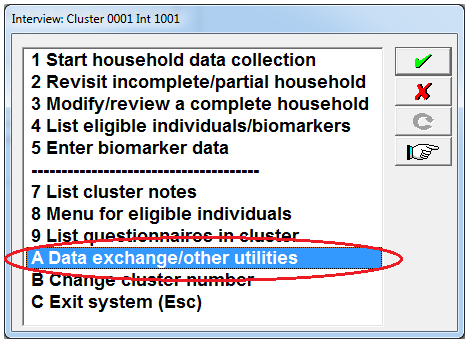 Interview: Cluster 0001 Int 1001
1 Start household data collection
2 Revisit incomplete/partial household
3 Modify/review a complete household
4 List eligible individuals/biomarkers
5 Enter biomarker data
--------------------------------------
7 List cluster notes
8 Menu for eligible individuals
9 List questionnaires in cluster
A Data exchange/other utilities
B Change cluster number
C Exit system (Esc)